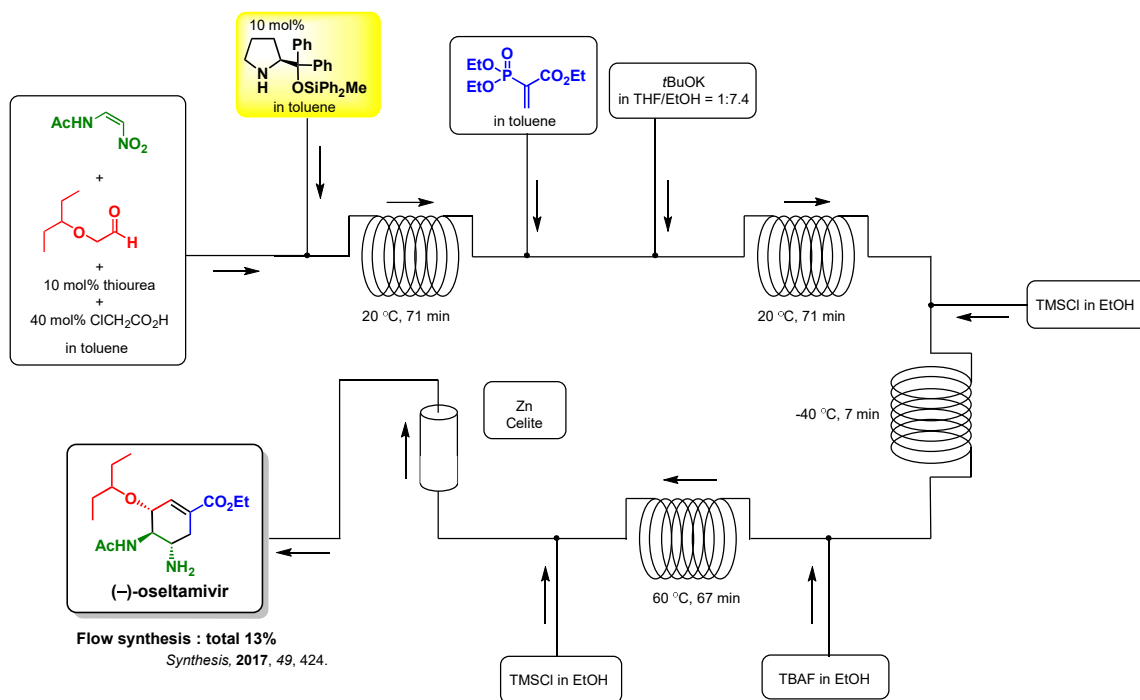 10 mol%
N
H
Ph
Ph
OSiPh2Me
in toluene
EtO
EtO
O
P
CO2Et
in toluene
tBuOK
in THF/EtOH = 1:7.4
AcHN
NO2
+
O
O
H
+
10 mol% thiourea
+
40 mol% ClCH2CO2H
in toluene
20 °C, 71 min
20 °C, 71 min
TMSCl in EtOH
-40 °C, 7 min
Zn
Celite
O
CO2Et
AcHN
NH2
(–)-oseltamivir
60 °C, 67 min
Flow synthesis : total 13%
Synthesis, 2017, 49, 424.
TMSCl in EtOH
TBAF in EtOH